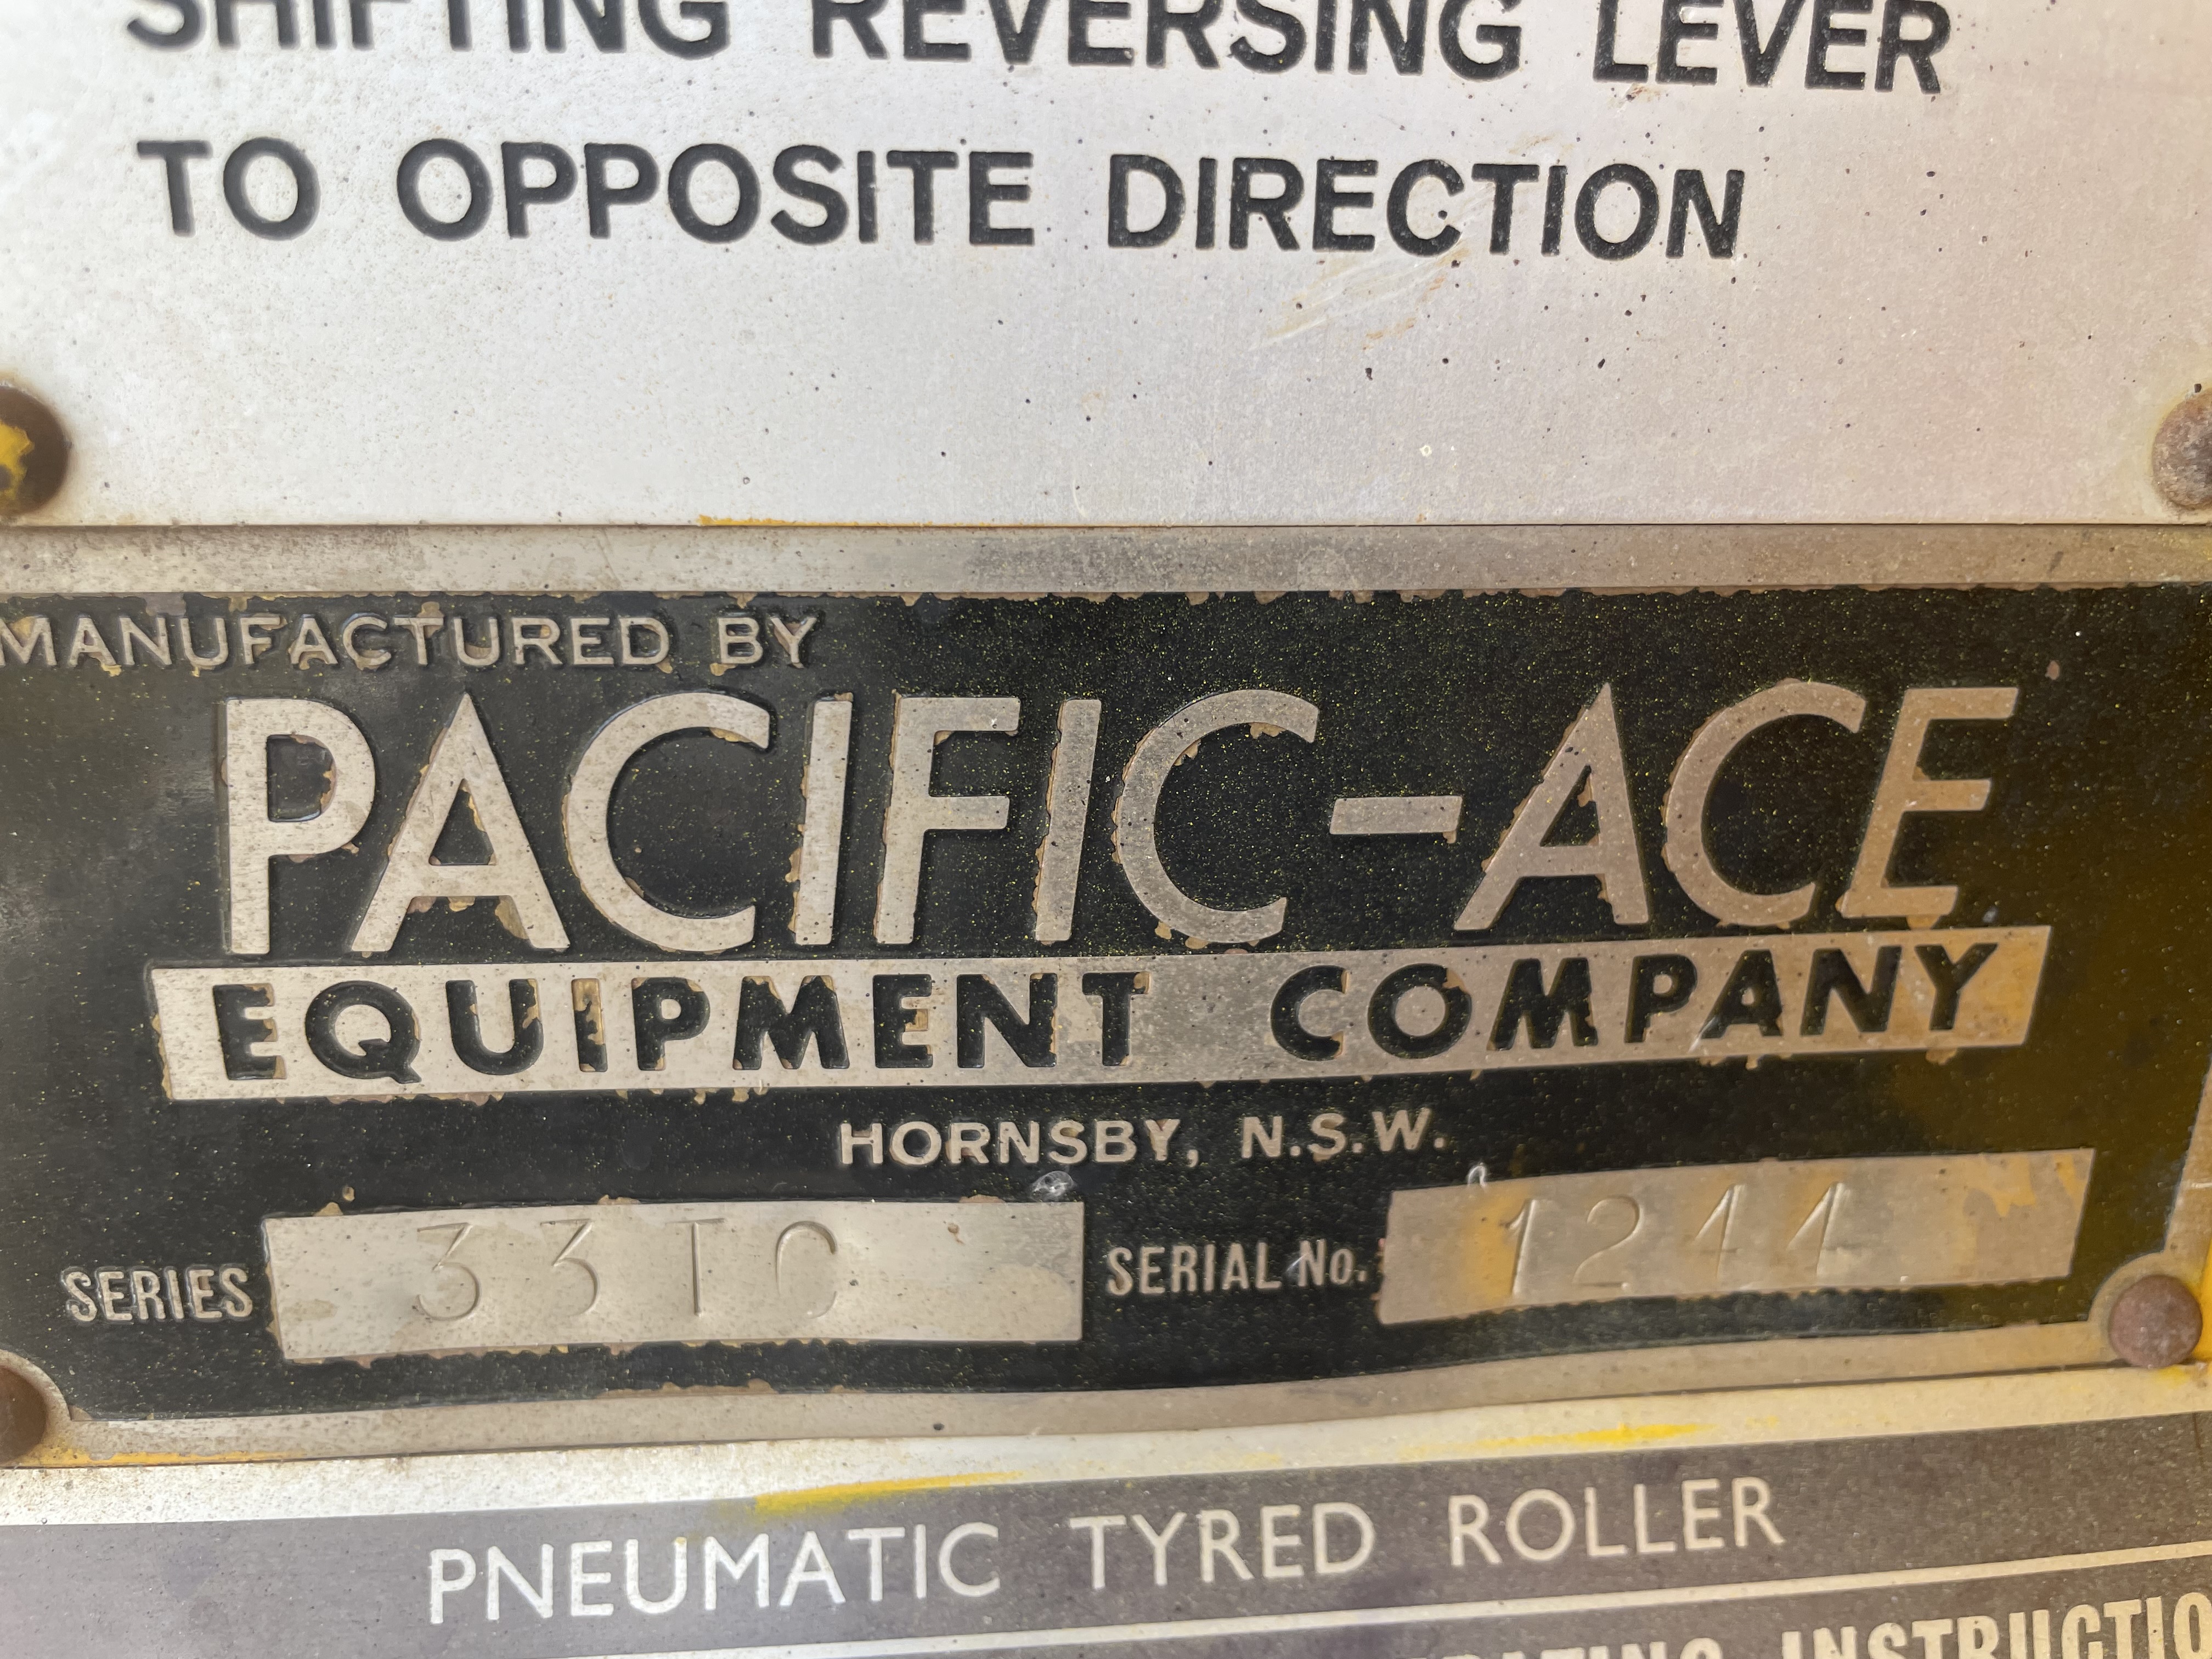 SHIFTING REVERSING LEVER
TO OPPOSITE DIRECTION
MANUFACTURED BY
PACIFIC-ACE
EQUIPMENT COMPANY
HORNSBY, N.S.W.
SERIES 33TC SERIAL No. 1244
PNEUMATIC TYRED ROLLER